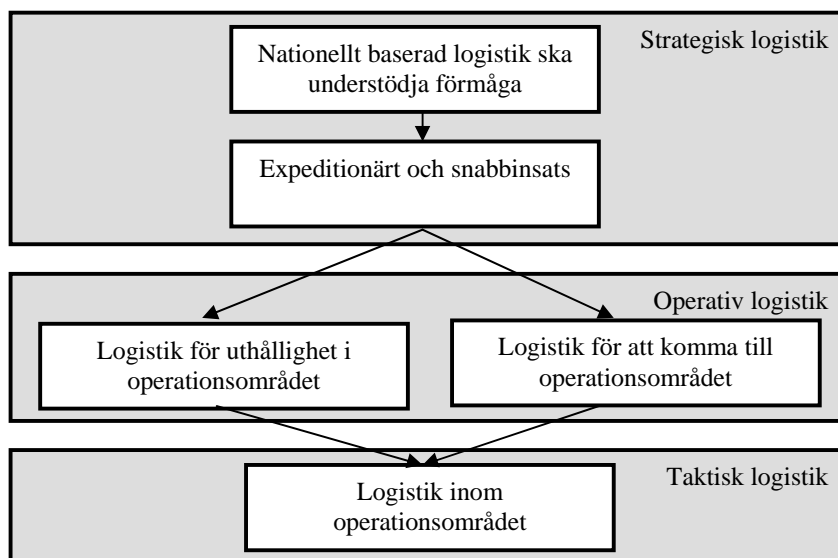 Strategisk logistik
Nationellt baserad logistik ska
understödja förmåga
Expeditionärt och snabbinsats
Operativ logistik
Logistik för uthållighet i
operationsområdet
Logistik för att komma till
operationsområdet
Taktisk logistik
Logistik inom
operationsområdet